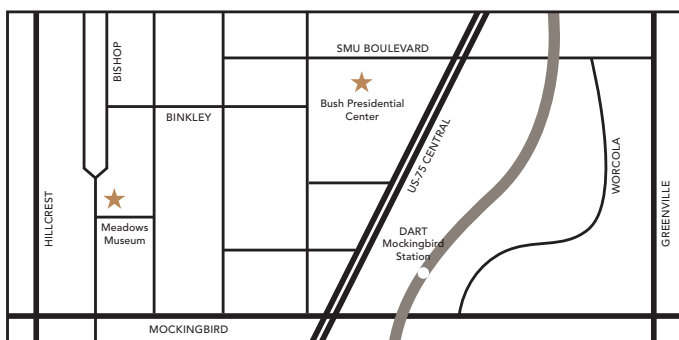 SMU BOULEVARD
BISHOP
Bush Presidential
Center
BINKLEY
US-75 CENTRAL
WORCOLA
HILLCREST
GREENVILLE
Meadows
Museum
DART
Mockingbird
Station
MOCKINGBIRD